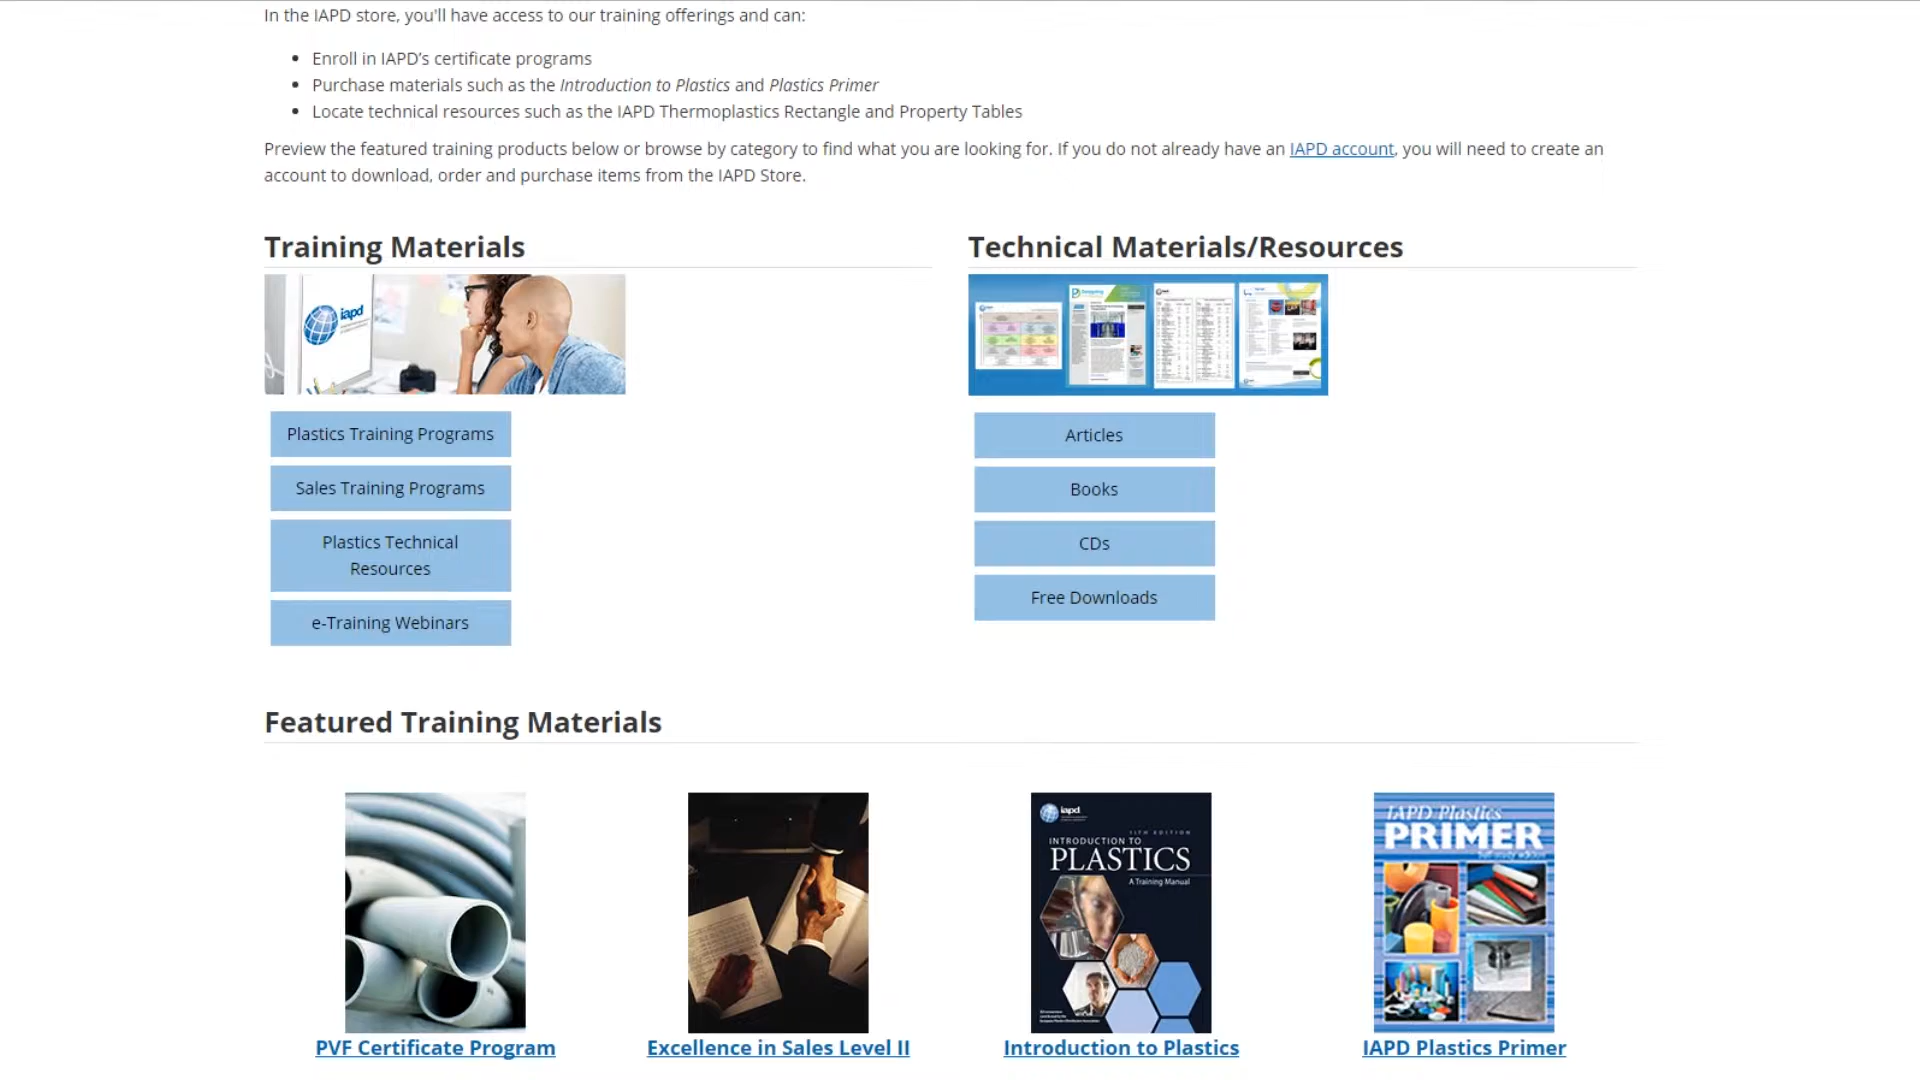 In the IAPD store, you'll have access to our training offerings and can:
Enroll in IAPD’s certificate programs
Purchase materials such as the Introduction to Plastics and Plastics Primer
Locate technical resources such as the IAPD Thermoplastics Rectangle and Property Tables
Preview the featured training products below or browse by category to find what you are looking for. If you do not already have an IAPD account, you will need to create an
account to download, order and purchase items from the IAPD Store.
Training Materials
Technical Materials/Resources
iapd
Plastics Training Programs
Sales Training Programs
Plastics Technical
Resources
e-Training Webinars
Articles
Books
CDs
Free Downloads
Featured Training Materials
iapd
11TH EDITION
INTRODUCTION TO
PLASTICS
A Training Manual
IAPD Plastics
PRIMER
Self-study edition
PVF Certificate Program
Excellence in Sales Level II
Introduction to Plastics
IAPD Plastics Primer